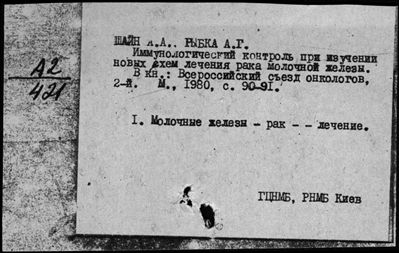 ШАЙН А.А., РЫБКА А.Г.
Иммунологический контроль при изучении
новых схем лечения рака молочной железы.
В кн.: Всероссийский съезд онкологов,
2-й. М., 1980, с. 90-91.
А2
421
I. Молочные железы - рак - - лечение.
ГЦНМБ, РНМБ Киев